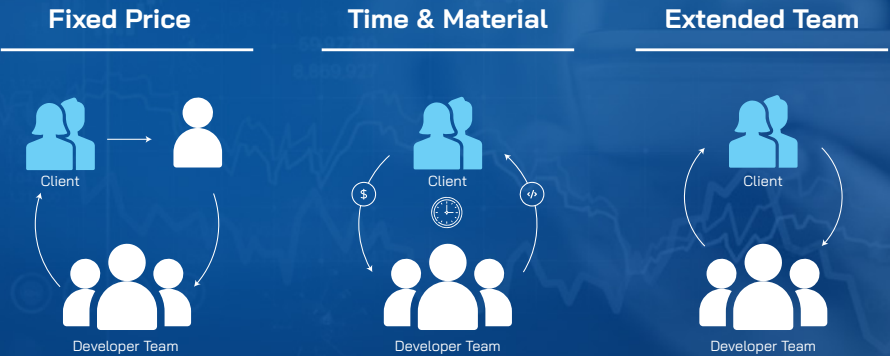 Fixed Price
Time & Material
Extended Team
Client
$
Client
</>
Client
Developer Team
Developer Team
Developer Team